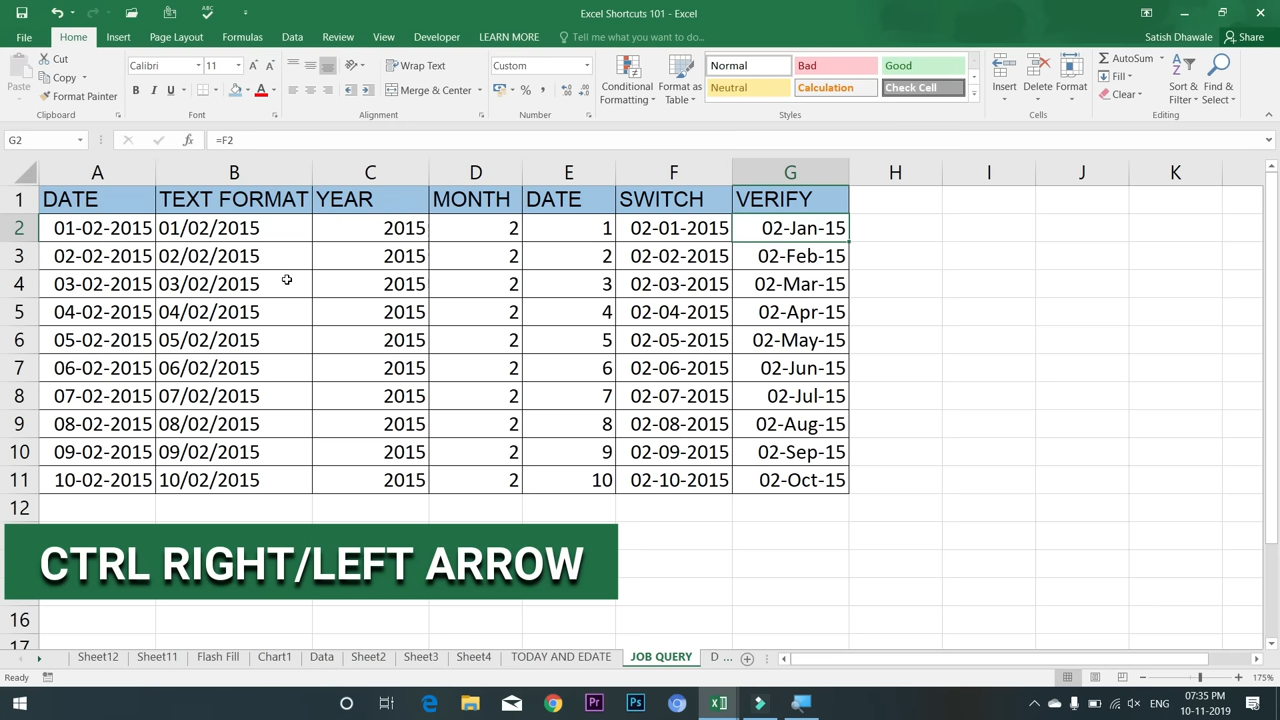 Excel Shortcuts 101 - Excel
File Home Insert Page Layout Formulas Data Review View Developer LEARN MORE Tell me what you want to do Satish Dhawale Share
Paste Cut Calibri 11 Wrap Text Custom Conditional Formatting Format as Table Normal Bad Good Insert Delete Format AutoSum Sort & Filter Find & Select
Copy Fill
Format Painter B I U A Merge & Center % Neutral Calculation Check Cell Clear
Clipboard Font Alignment Number Styles Cells Editing
G2 fx =F2
A B C D E F G H I J K
1 DATE TEXT FORMAT YEAR MONTH DATE SWITCH VERIFY
2 01-02-2015 01/02/2015 2015 2 1 02-01-2015 02-Jan-15
3 02-02-2015 02/02/2015 2015 2 2 02-02-2015 02-Feb-15
4 03-02-2015 03/02/2015 2015 2 3 02-03-2015 02-Mar-15
5 04-02-2015 04/02/2015 2015 2 4 02-04-2015 02-Apr-15
6 05-02-2015 05/02/2015 2015 2 5 02-05-2015 02-May-15
7 06-02-2015 06/02/2015 2015 2 6 02-06-2015 02-Jun-15
8 07-02-2015 07/02/2015 2015 2 7 02-07-2015 02-Jul-15
9 08-02-2015 08/02/2015 2015 2 8 02-08-2015 02-Aug-15
10 09-02-2015 09/02/2015 2015 2 9 02-09-2015 02-Sep-15
11 10-02-2015 10/02/2015 2015 2 10 02-10-2015 02-Oct-15
12
CTRL RIGHT/LEFT ARROW
16
17
Sheet12 Sheet11 Flash Fill Chart1 Data Sheet2 Sheet3 Sheet4 TODAY AND EDATE JOB QUERY D ...
Ready 175%
Pr Ps ENG 07:35 PM
10-11-2019